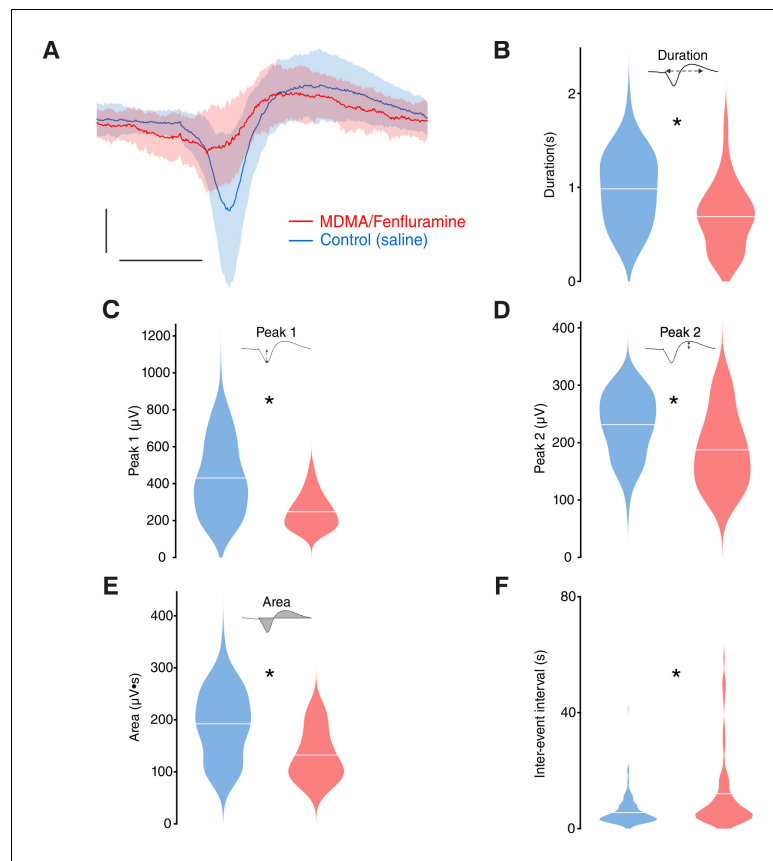 A
MDMA/Fenfluramine
Control (saline)
B
Duration
*
Duration(s)
2
1
0
C
Peak 1
*
Peak 1 (µV)
1200
1000
800
600
400
200
0
D
Peak 2
*
Peak 2 (µV)
400
300
200
100
0
E
Area
*
Area (µV•s)
400
300
200
100
0
F
*
Inter-event interval (s)
80
40
0